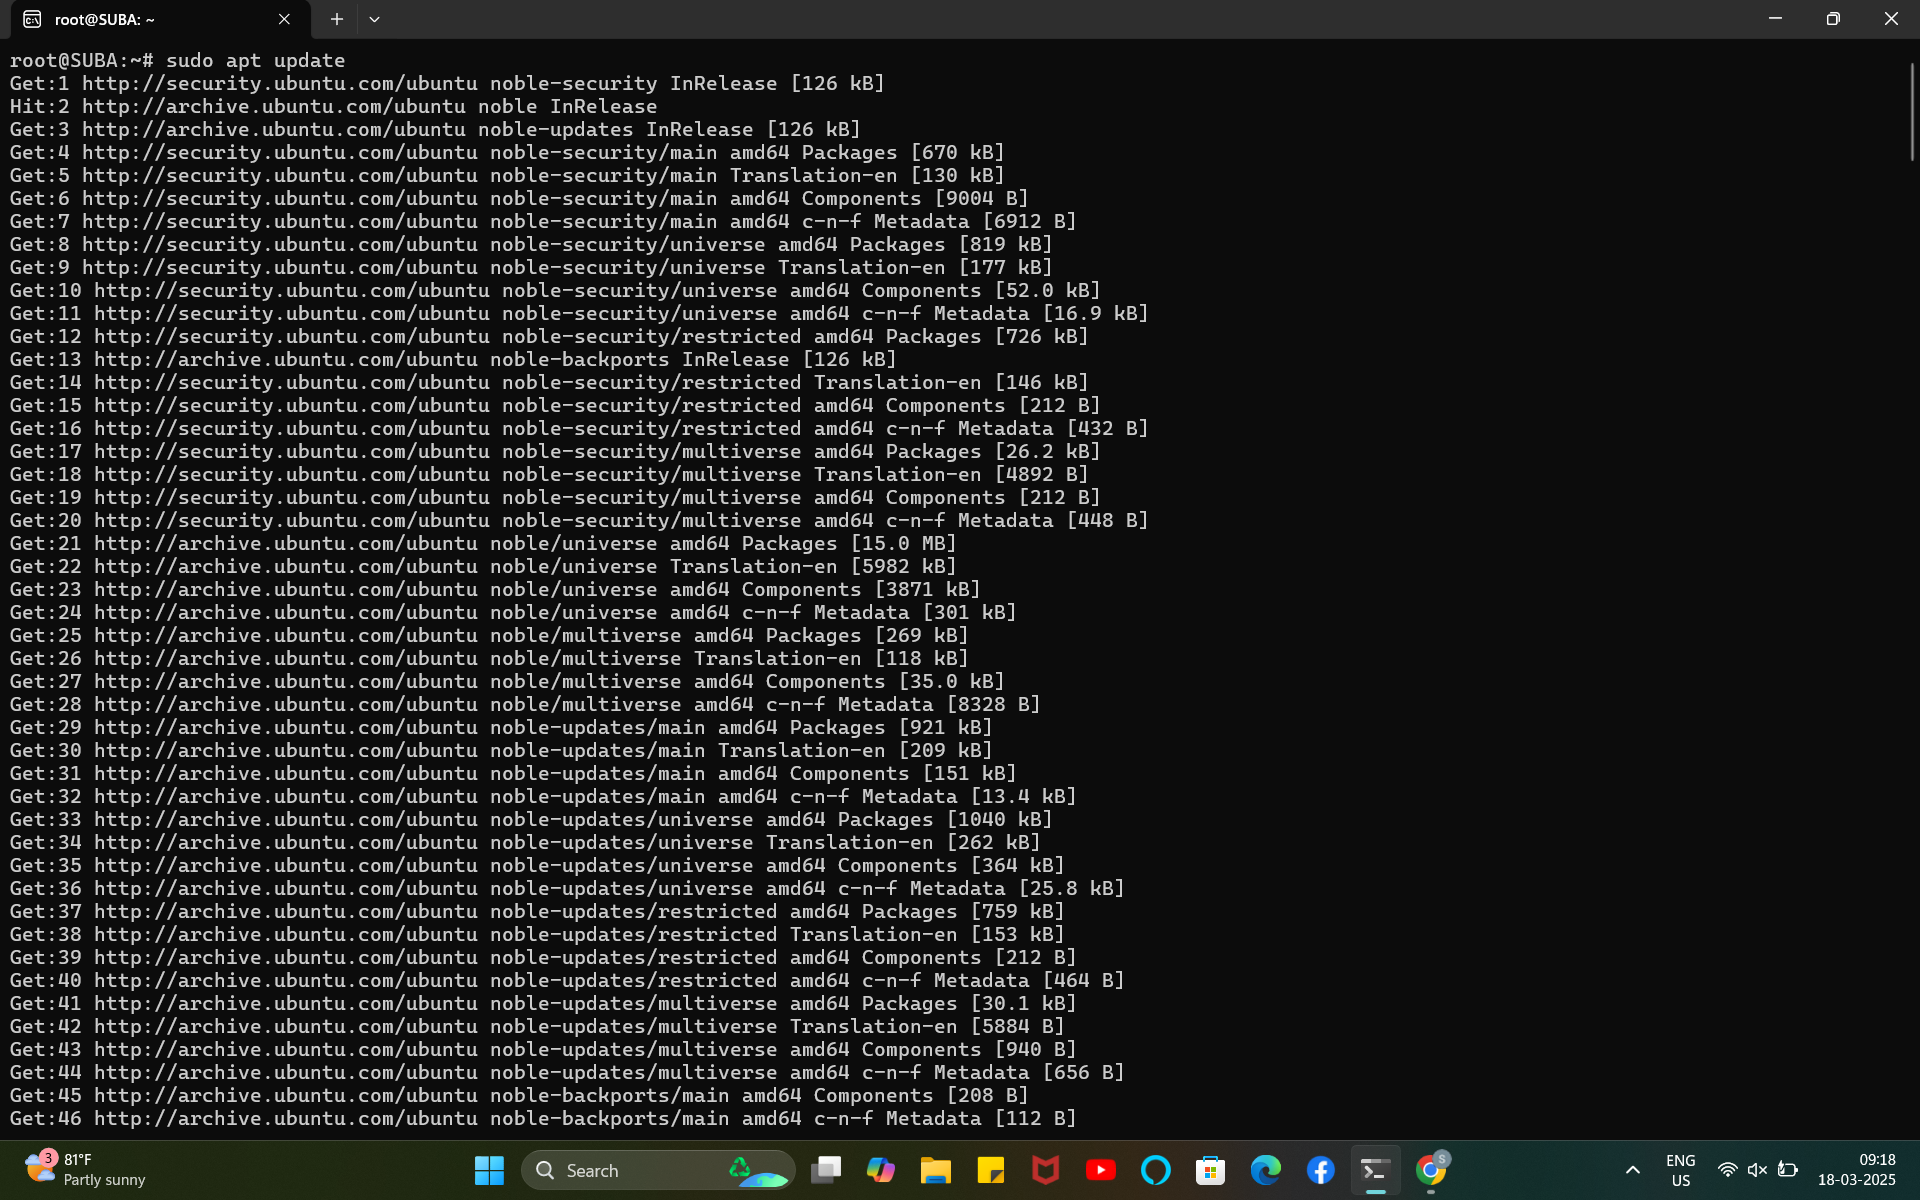 root@SUBA: ~
root@SUBA:~# sudo apt update
Get:1 http://security.ubuntu.com/ubuntu noble-security InRelease [126 kB]
Hit:2 http://archive.ubuntu.com/ubuntu noble InRelease
Get:3 http://archive.ubuntu.com/ubuntu noble-updates InRelease [126 kB]
Get:4 http://security.ubuntu.com/ubuntu noble-security/main amd64 Packages [670 kB]
Get:5 http://security.ubuntu.com/ubuntu noble-security/main Translation-en [130 kB]
Get:6 http://security.ubuntu.com/ubuntu noble-security/main amd64 Components [9004 B]
Get:7 http://security.ubuntu.com/ubuntu noble-security/main amd64 c-n-f Metadata [6912 B]
Get:8 http://security.ubuntu.com/ubuntu noble-security/universe amd64 Packages [819 kB]
Get:9 http://security.ubuntu.com/ubuntu noble-security/universe Translation-en [177 kB]
Get:10 http://security.ubuntu.com/ubuntu noble-security/universe amd64 Components [52.0 kB]
Get:11 http://security.ubuntu.com/ubuntu noble-security/universe amd64 c-n-f Metadata [16.9 kB]
Get:12 http://security.ubuntu.com/ubuntu noble-security/restricted amd64 Packages [726 kB]
Get:13 http://archive.ubuntu.com/ubuntu noble-backports InRelease [126 kB]
Get:14 http://security.ubuntu.com/ubuntu noble-security/restricted Translation-en [146 kB]
Get:15 http://security.ubuntu.com/ubuntu noble-security/restricted amd64 Components [212 B]
Get:16 http://security.ubuntu.com/ubuntu noble-security/restricted amd64 c-n-f Metadata [432 B]
Get:17 http://security.ubuntu.com/ubuntu noble-security/multiverse amd64 Packages [26.2 kB]
Get:18 http://security.ubuntu.com/ubuntu noble-security/multiverse Translation-en [4892 B]
Get:19 http://security.ubuntu.com/ubuntu noble-security/multiverse amd64 Components [212 B]
Get:20 http://security.ubuntu.com/ubuntu noble-security/multiverse amd64 c-n-f Metadata [448 B]
Get:21 http://archive.ubuntu.com/ubuntu noble/universe amd64 Packages [15.0 MB]
Get:22 http://archive.ubuntu.com/ubuntu noble/universe Translation-en [5982 kB]
Get:23 http://archive.ubuntu.com/ubuntu noble/universe amd64 Components [3871 kB]
Get:24 http://archive.ubuntu.com/ubuntu noble/universe amd64 c-n-f Metadata [301 kB]
Get:25 http://archive.ubuntu.com/ubuntu noble/multiverse amd64 Packages [269 kB]
Get:26 http://archive.ubuntu.com/ubuntu noble/multiverse Translation-en [118 kB]
Get:27 http://archive.ubuntu.com/ubuntu noble/multiverse amd64 Components [35.0 kB]
Get:28 http://archive.ubuntu.com/ubuntu noble/multiverse amd64 c-n-f Metadata [8328 B]
Get:29 http://archive.ubuntu.com/ubuntu noble-updates/main amd64 Packages [921 kB]
Get:30 http://archive.ubuntu.com/ubuntu noble-updates/main Translation-en [209 kB]
Get:31 http://archive.ubuntu.com/ubuntu noble-updates/main amd64 Components [151 kB]
Get:32 http://archive.ubuntu.com/ubuntu noble-updates/main amd64 c-n-f Metadata [13.4 kB]
Get:33 http://archive.ubuntu.com/ubuntu noble-updates/universe amd64 Packages [1040 kB]
Get:34 http://archive.ubuntu.com/ubuntu noble-updates/universe Translation-en [262 kB]
Get:35 http://archive.ubuntu.com/ubuntu noble-updates/universe amd64 Components [364 kB]
Get:36 http://archive.ubuntu.com/ubuntu noble-updates/universe amd64 c-n-f Metadata [25.8 kB]
Get:37 http://archive.ubuntu.com/ubuntu noble-updates/restricted amd64 Packages [759 kB]
Get:38 http://archive.ubuntu.com/ubuntu noble-updates/restricted Translation-en [153 kB]
Get:39 http://archive.ubuntu.com/ubuntu noble-updates/restricted amd64 Components [212 B]
Get:40 http://archive.ubuntu.com/ubuntu noble-updates/restricted amd64 c-n-f Metadata [464 B]
Get:41 http://archive.ubuntu.com/ubuntu noble-updates/multiverse amd64 Packages [30.1 kB]
Get:42 http://archive.ubuntu.com/ubuntu noble-updates/multiverse Translation-en [5884 B]
Get:43 http://archive.ubuntu.com/ubuntu noble-updates/multiverse amd64 Components [940 B]
Get:44 http://archive.ubuntu.com/ubuntu noble-updates/multiverse amd64 c-n-f Metadata [656 B]
Get:45 http://archive.ubuntu.com/ubuntu noble-backports/main amd64 Components [208 B]
Get:46 http://archive.ubuntu.com/ubuntu noble-backports/main amd64 c-n-f Metadata [112 B]
3
81°F
Partly sunny
Search
S
ENG
US
09:18
18-03-2025